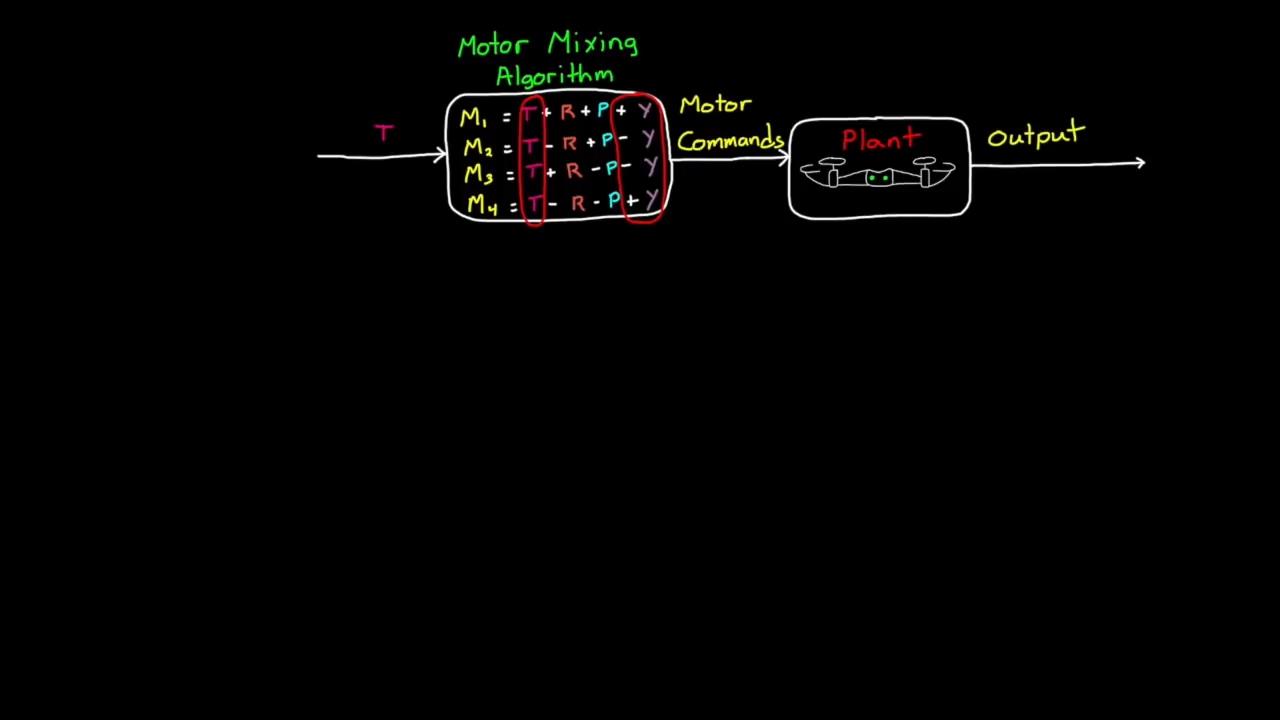 Motor Mixing
Algorithm
T
M1 = T + R + P + Y
M2 = T - R + P - Y
M3 = T + R - P - Y
M4 = T - R - P + Y
Motor
Commands
Plant
Output